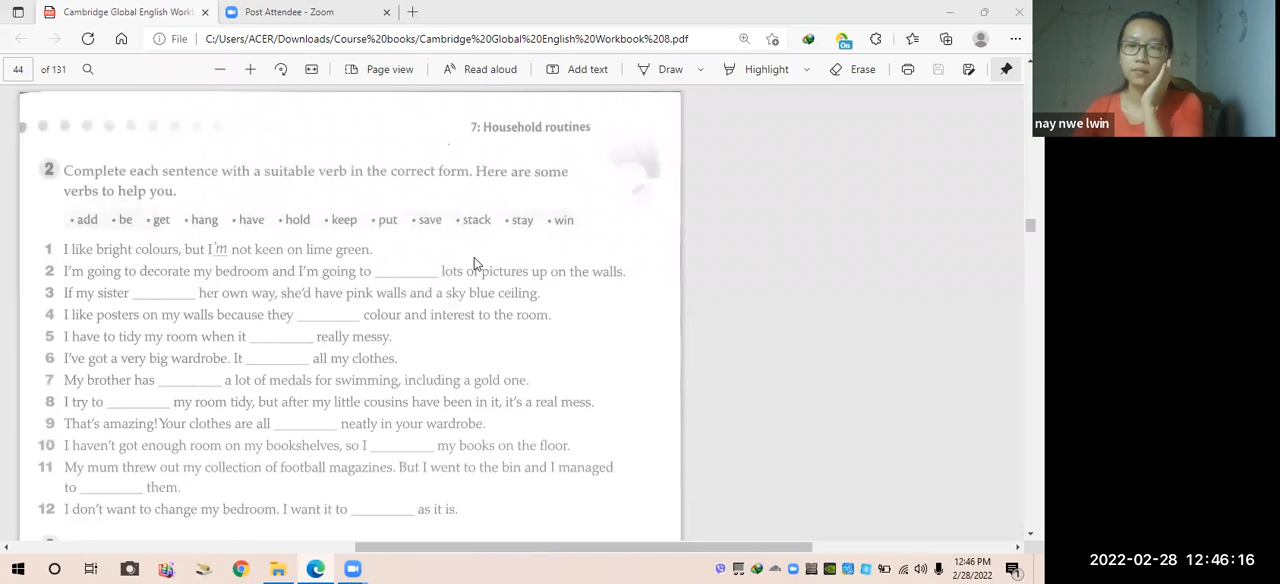 Cambridge Global English Workb
Post Attendee - Zoom
File
C:/Users/ACER/Downloads/Course%20books/Cambridge%20Global%20English%20Workbook%208.pdf
On
44 of 131
Page view
Read aloud
Add text
Draw
Highlight
Erase
nay nwe lwin
7: Household routines
2 Complete each sentence with a suitable verb in the correct form. Here are some
verbs to help you.
• add • be • get • hang • have • hold • keep • put • save • stack • stay • win
1 I like bright colours, but I'm not keen on lime green.
2 I'm going to decorate my bedroom and I'm going to ________ lots of pictures up on the walls.
3 If my sister ________ her own way, she'd have pink walls and a sky blue ceiling.
4 I like posters on my walls because they ________ colour and interest to the room.
5 I have to tidy my room when it ________ really messy.
6 I've got a very big wardrobe. It ________ all my clothes.
7 My brother has ________ a lot of medals for swimming, including a gold one.
8 I try to ________ my room tidy, but after my little cousins have been in it, it's a real mess.
9 That's amazing! Your clothes are all ________ neatly in your wardrobe.
10 I haven't got enough room on my bookshelves, so I ________ my books on the floor.
11 My mum threw out my collection of football magazines. But I went to the bin and I managed
to ________ them.
12 I don't want to change my bedroom. I want it to ________ as it is.
12:46 PM
2/28/2022
1
2022-02-28 12:46:16